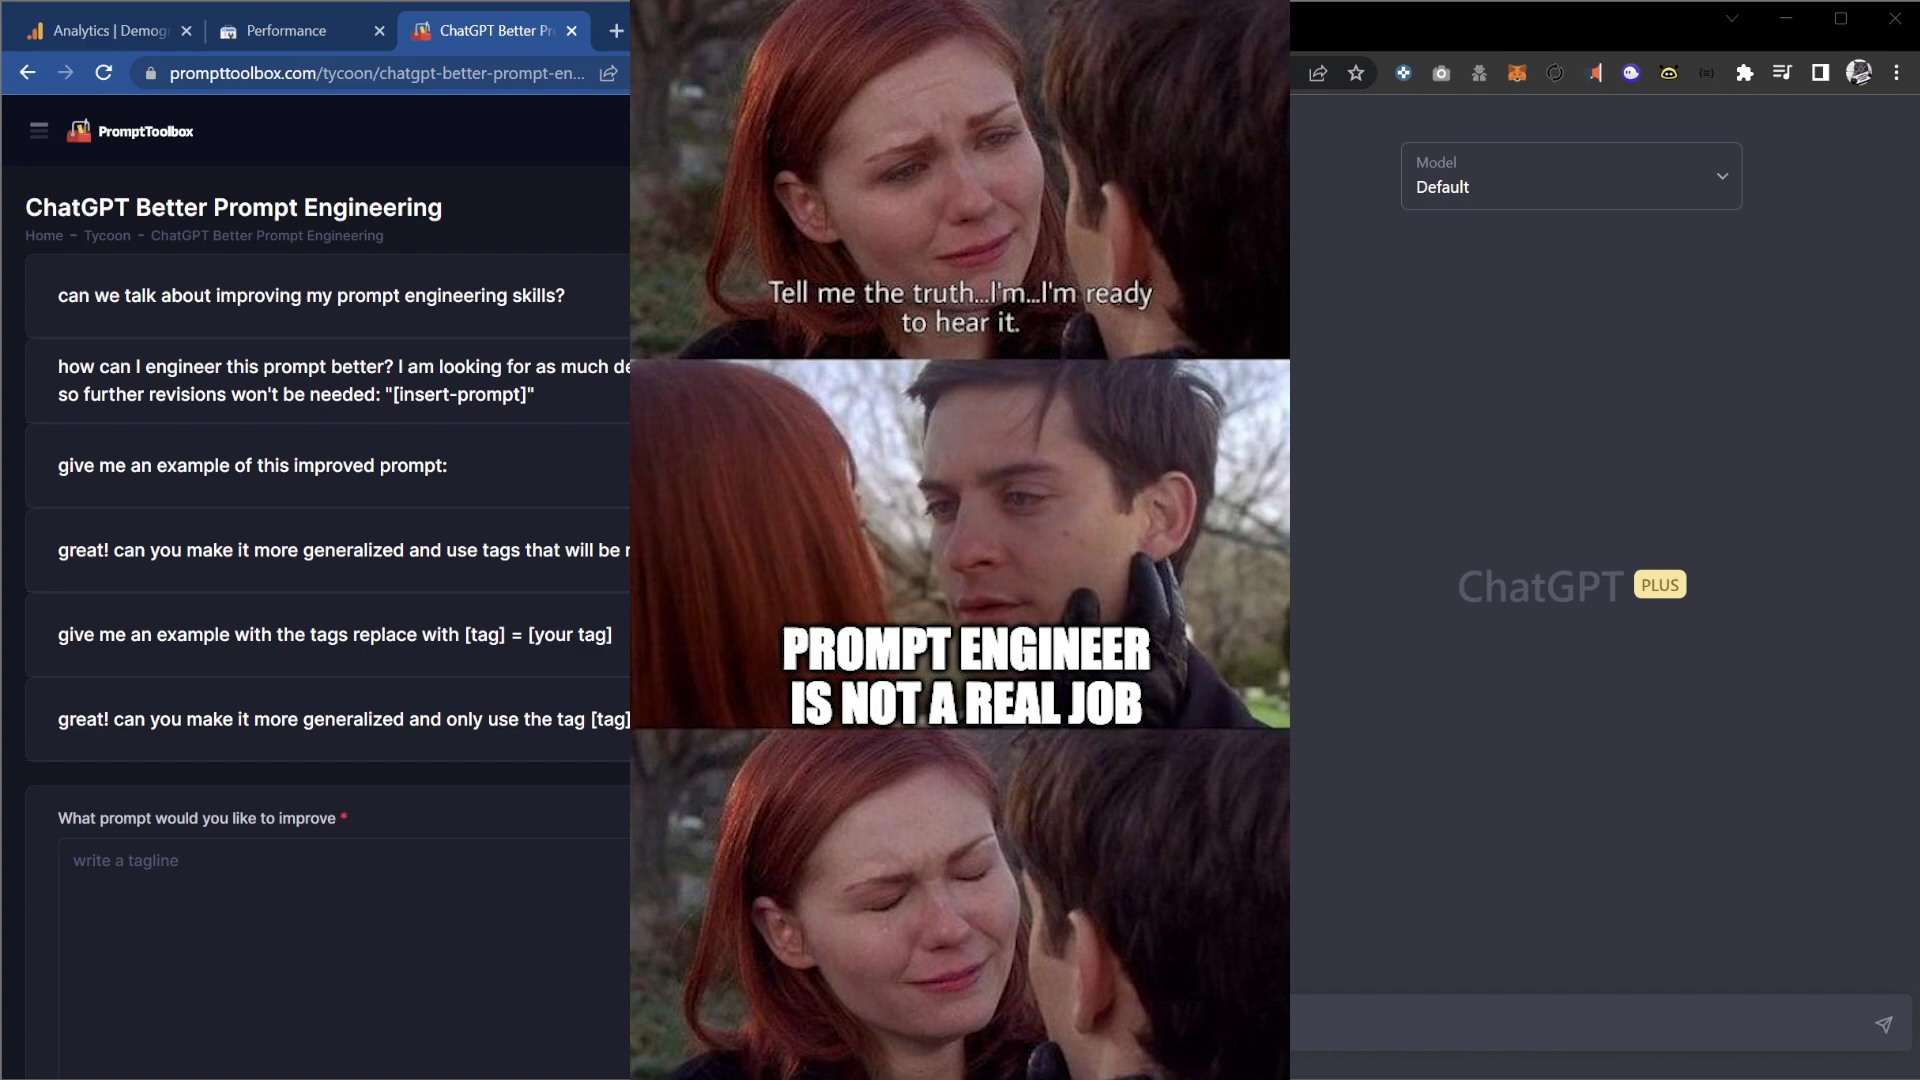 Analytics | Demog
Performance
ChatGPT Better Pr
prompttoolbox.com/tycoon/chatgpt-better-prompt-en...
PromptToolbox
ChatGPT Better Prompt Engineering
Home - Tycoon - ChatGPT Better Prompt Engineering
can we talk about improving my prompt engineering skills?
how can I engineer this prompt better? I am looking for as much de
so further revisions won't be needed: "[insert-prompt]"
give me an example of this improved prompt:
great! can you make it more generalized and use tags that will be r
give me an example with the tags replace with [tag] = [your tag]
great! can you make it more generalized and only use the tag [tag]
What prompt would you like to improve *
write a tagline
Tell me the truth...I'm...I'm ready
to hear it.
PROMPT ENGINEER
IS NOT A REAL JOB
Model
Default
ChatGPT PLUS